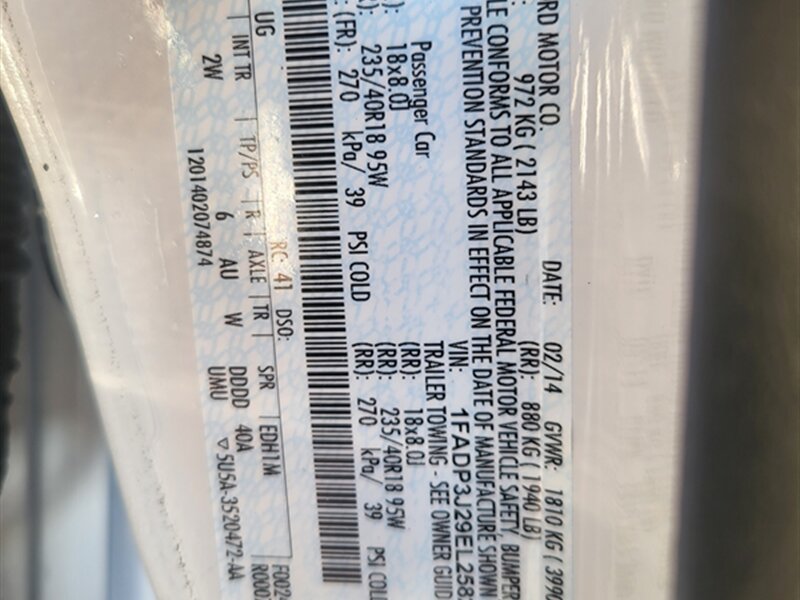 RD MOTOR CO. DATE: 02/14 GVWR: 1810 KG ( 3990
: 972 KG ( 2143 LB) (RR): 880 KG ( 1940 LB)
LE CONFORMS TO ALL APPLICABLE FEDERAL MOTOR VEHICLE SAFETY, BUMPER
PREVENTION STANDARDS IN EFFECT ON THE DATE OF MANUFACTURE SHOWN
VIN: 1FADP3J29EL258
Passenger Car TRAILER TOWING - SEE OWNER GUID
): 18x8.0J (RR): 18x8.0J
R): 235/40R18 95W (RR): 235/40R18 95W
: (FR): 270 kPa/ 39 PSI COLD (RR): 270 kPa/ 39 PSI COL
RC: 41 DSO: F002
UG R000
| INT TR | TP/PS | R | AXLE | TR | SPR | EDH1M
2W 6 AU W DDDD 40A
UMU ▽5U5A-3520472-AA
1201402074874